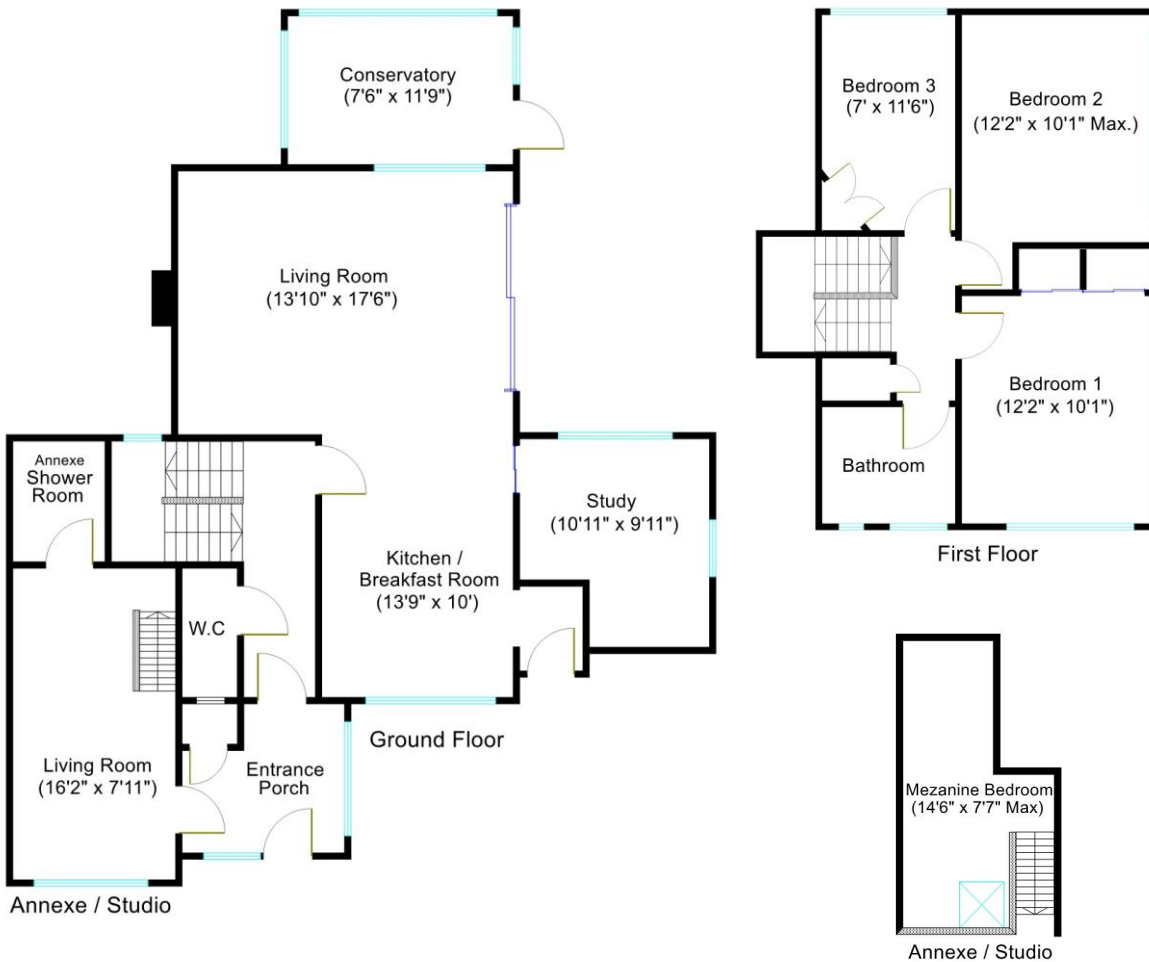 Conservatory
(7'6" x 11'9")
Living Room
(13'10" x 17'6")
Annexe
Shower
Room
Study
(10'11" x 9'11")
Kitchen /
Breakfast Room
(13'9" x 10')
W.C
Living Room
(16'2" x 7'11")
Entrance
Porch
Ground Floor
Annexe / Studio
Bedroom 3
(7' x 11'6")
Bedroom 2
(12'2" x 10'1" Max.)
Bedroom 1
(12'2" x 10'1")
Bathroom
First Floor
Mezanine Bedroom
(14'6" x 7'7" Max)
Annexe / Studio